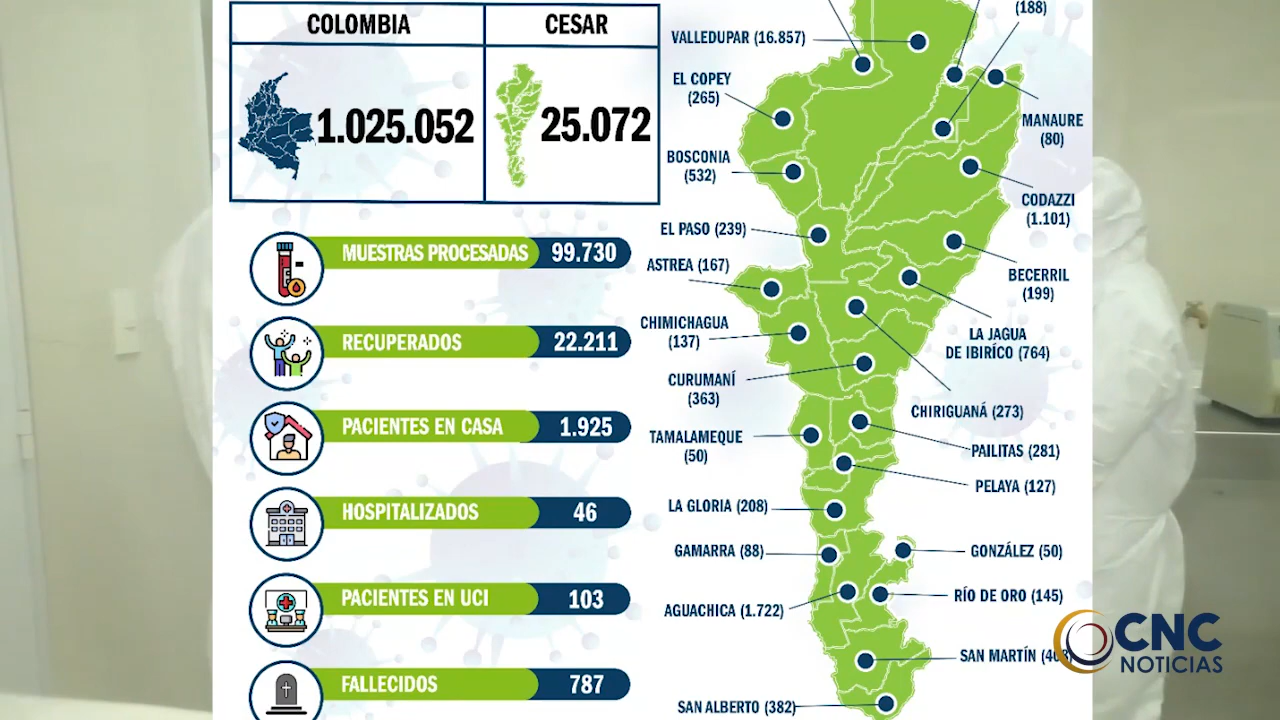 COLOMBIA
CESAR
1.025.052
25.072
MUESTRAS PROCESADAS 99.730
RECUPERADOS 22.211
PACIENTES EN CASA 1.925
HOSPITALIZADOS 46
PACIENTES EN UCI 103
FALLECIDOS 787
(188)
VALLEDUPAR (16.857)
EL COPEY
(265)
MANAURE
(80)
BOSCONIA
(532)
CODAZZI
(1.101)
EL PASO (239)
ASTREA (167)
BECERRIL
(199)
CHIMICHAGUA
(137)
LA JAGUA
DE IBIRÍCO (764)
CURUMANÍ
(363)
CHIRIGUANÁ (273)
TAMALAMEQUE
(50)
PAILITAS (281)
PELAYA (127)
LA GLORIA (208)
GAMARRA (88)
GONZÁLEZ (50)
RÍO DE ORO (145)
AGUACHICA (1.722)
SAN MARTÍN
SAN ALBERTO (382)
CNC
NOTICIAS